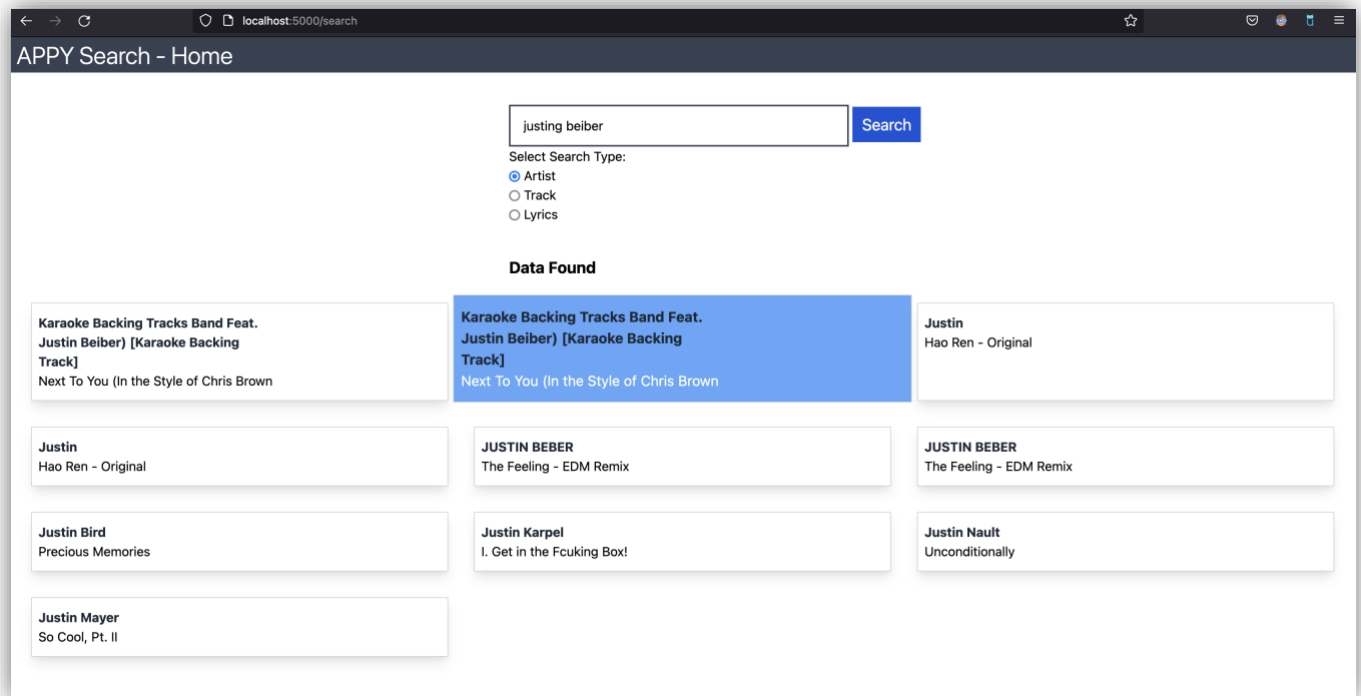 localhost:5000/search
APPY Search - Home
justing beiber
Search
Select Search Type:
Artist
Track
Lyrics
Data Found
Karaoke Backing Tracks Band Feat.
Justin Beiber) [Karaoke Backing
Track]
Next To You (In the Style of Chris Brown
Karaoke Backing Tracks Band Feat.
Justin Beiber) [Karaoke Backing
Track]
Next To You (In the Style of Chris Brown
Justin
Hao Ren - Original
Justin
Hao Ren - Original
JUSTIN BEBER
The Feeling - EDM Remix
JUSTIN BEBER
The Feeling - EDM Remix
Justin Bird
Precious Memories
Justin Karpel
I. Get in the Fcuking Box!
Justin Nault
Unconditionally
Justin Mayer
So Cool, Pt. II